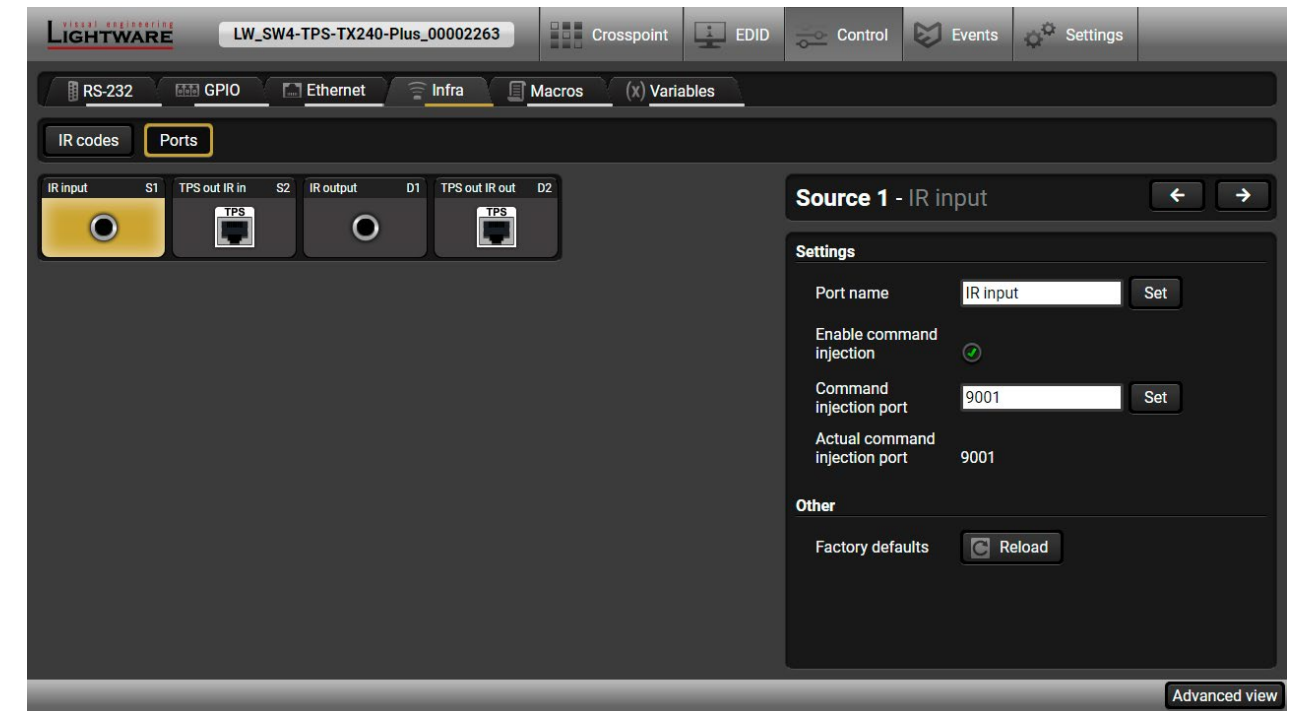 visual engineering
LIGHTWARE
LW_SW4-TPS-TX240-Plus_00002263
Crosspoint
EDID
Control
Events
Settings
RS-232
GPIO
Ethernet
Infra
Macros
(x) Variables
IR codes
Ports
IR input S1
TPS out IR in S2
TPS
IR output D1
TPS out IR out D2
TPS
Source 1 - IR input
← →
Settings
Port name IR input Set
Enable command
injection
Command
injection port 9001 Set
Actual command
injection port 9001
Other
Factory defaults Reload
Advanced view